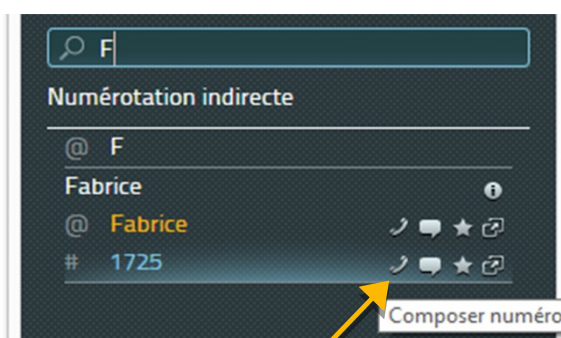 F
Numérotation indirecte
@ F
Fabrice
@ Fabrice
# 1725
Composer numéro